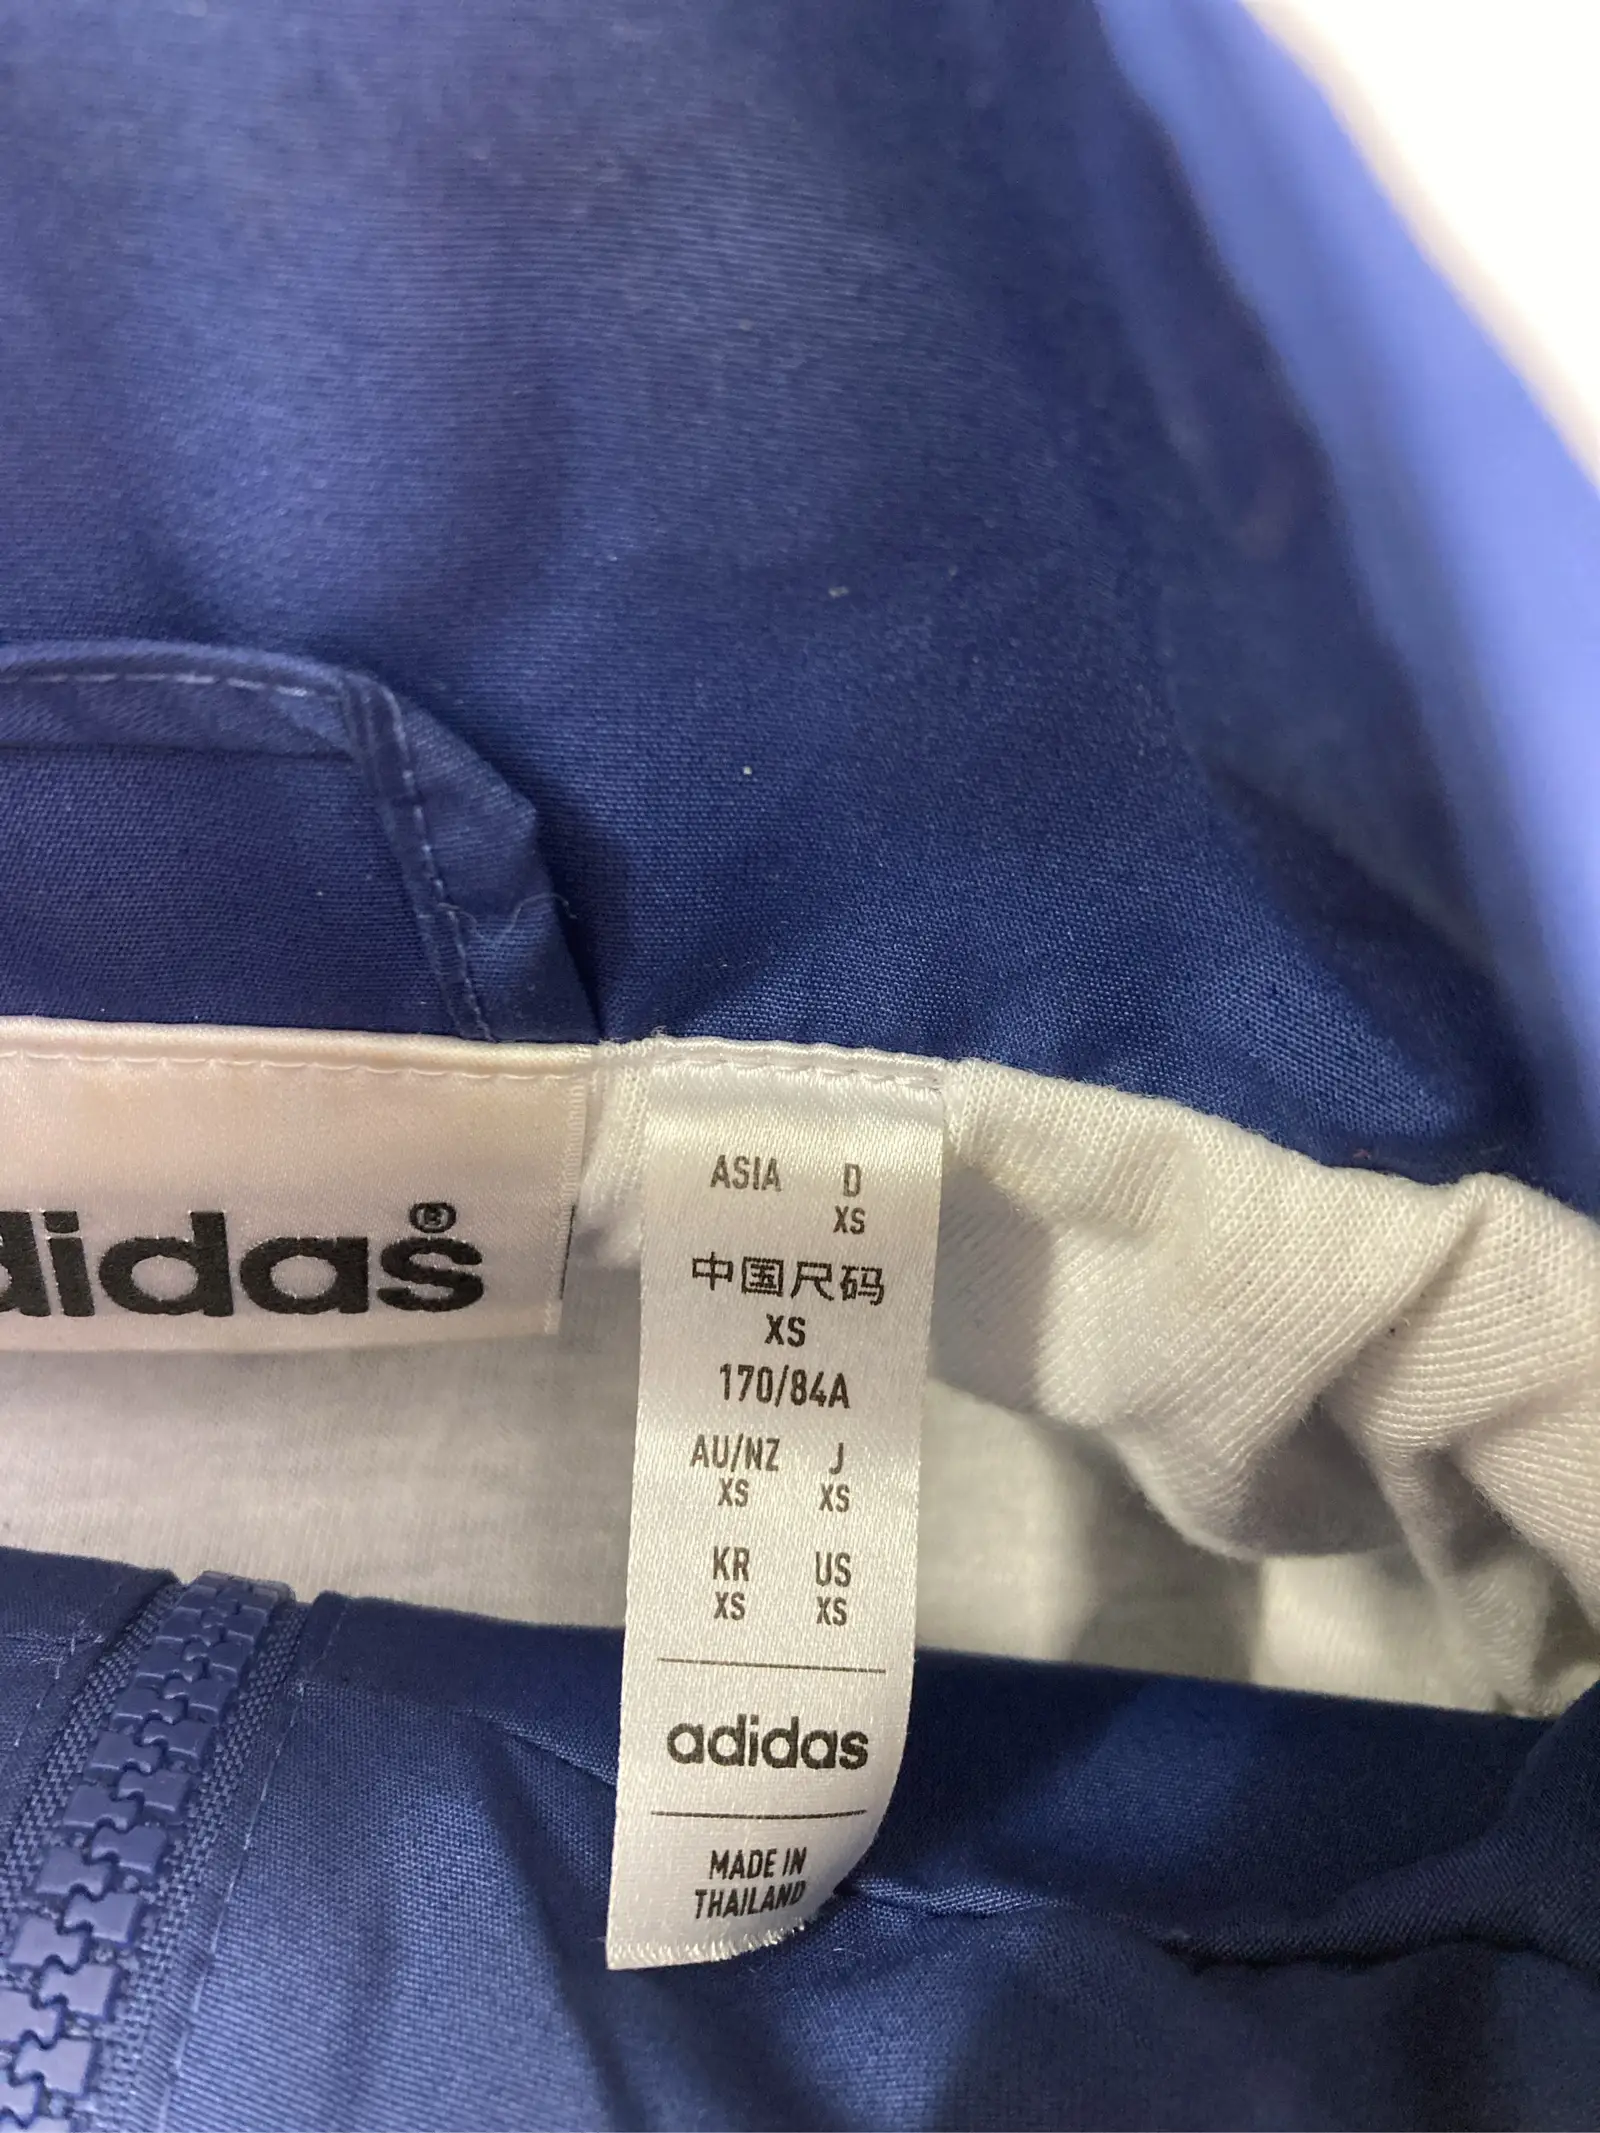 adidas®
ASIA D
XS
中国尺码
XS
170/84A
AU/NZ J
XS XS
KR US
XS XS
adidas
MADE IN
THAILAND